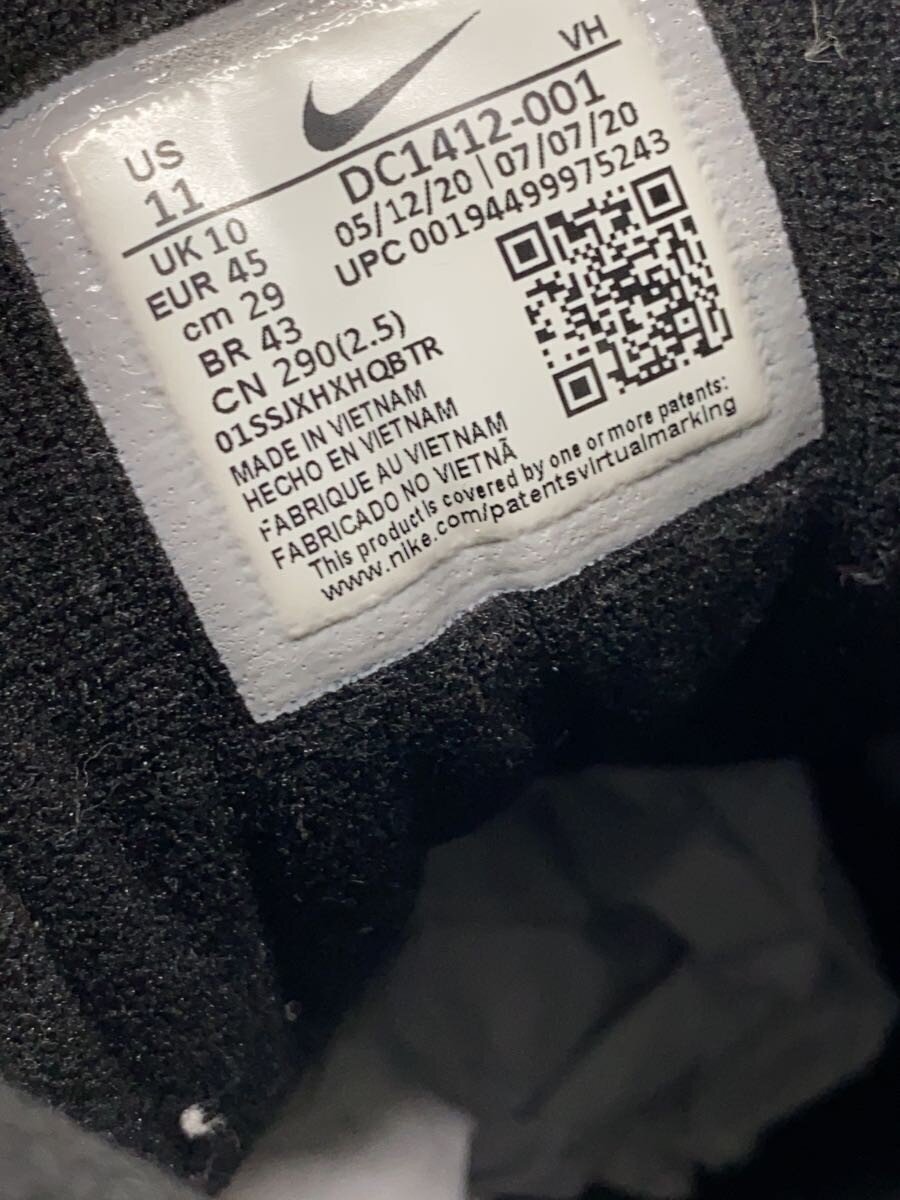 VH
US
11
DC1412-001
05/12/20 | 07/07/20
UPC 00194499975243
UK 10
EUR 45
cm 29
BR 43
CN 290(2.5)
01SSJXHXHQBTR
MADE IN VIETNAM
HECHO EN VIETNAM
FABRIQUE AU VIETNAM
FABRICADO NO VIETNÃ
This product is covered by one or more patents:
www.nike.com/patentsvirtualmarking